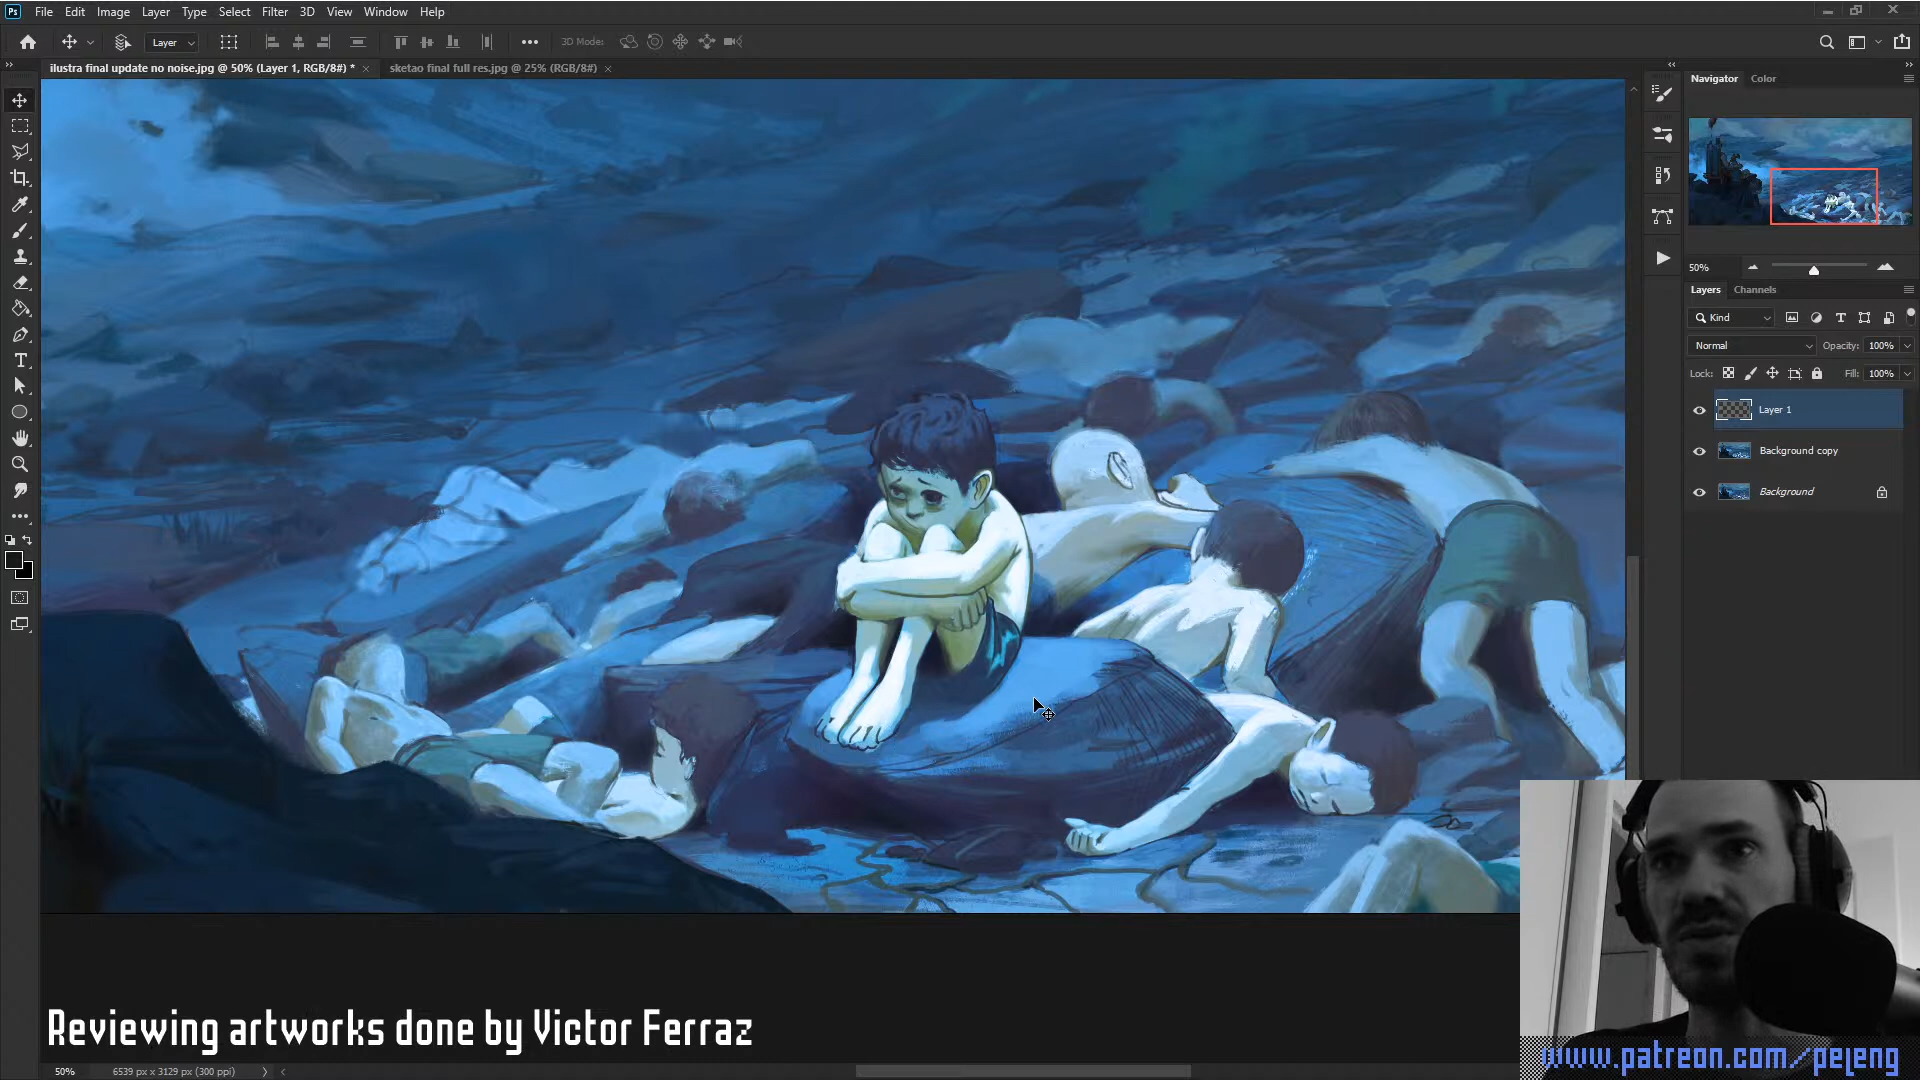 Ps File Edit Image Layer Type Select Filter 3D View Window Help
Layer 3D Mode:
ilustra final update no noise.jpg @ 50% (Layer 1, RGB/8#) * × sketao final full res.jpg @ 25% (RGB/8#) ×
Navigator Color
50%
Layers Channels
Kind
Normal Opacity: 100%
Lock: Fill: 100%
Layer 1
Background copy
Background
Reviewing artworks done by Victor Ferraz
www.patreon.com/peleng
50% 6539 px x 3129 px (300 ppi)